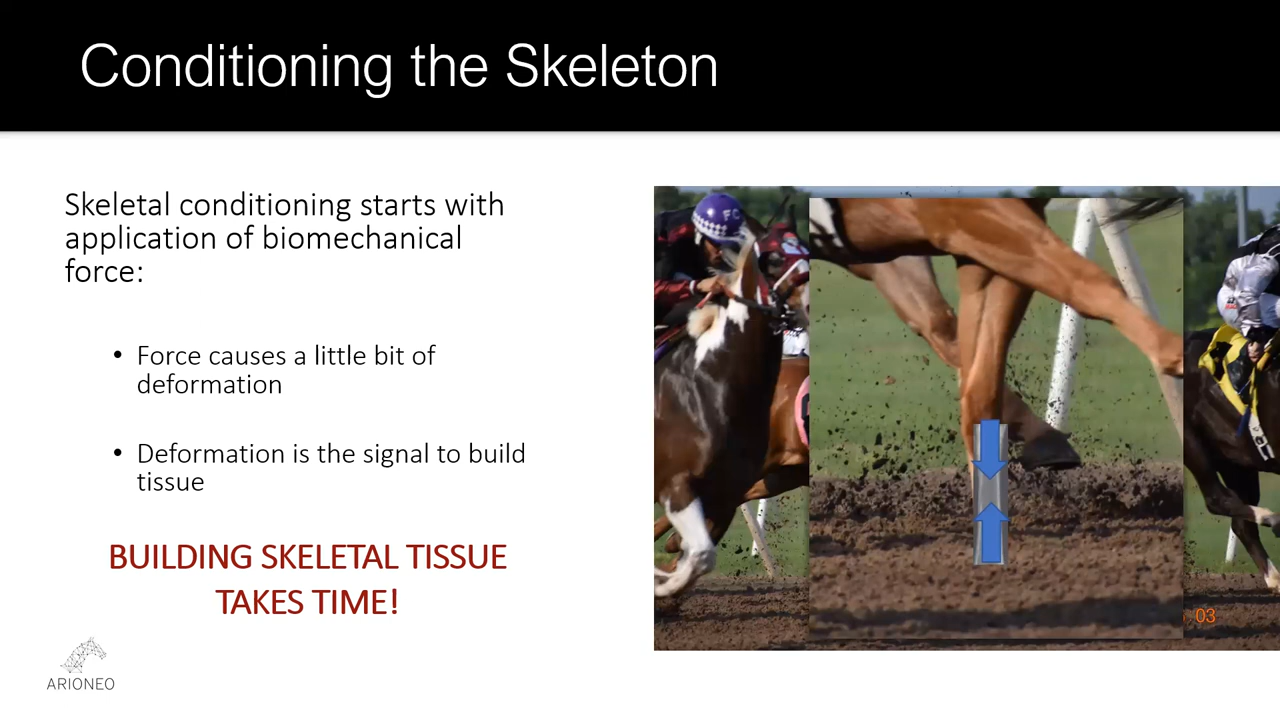 Conditioning the Skeleton
Skeletal conditioning starts with
application of biomechanical
force:
• Force causes a little bit of
deformation
• Deformation is the signal to build
tissue
BUILDING SKELETAL TISSUE
TAKES TIME!
FC
03
ARIONEO